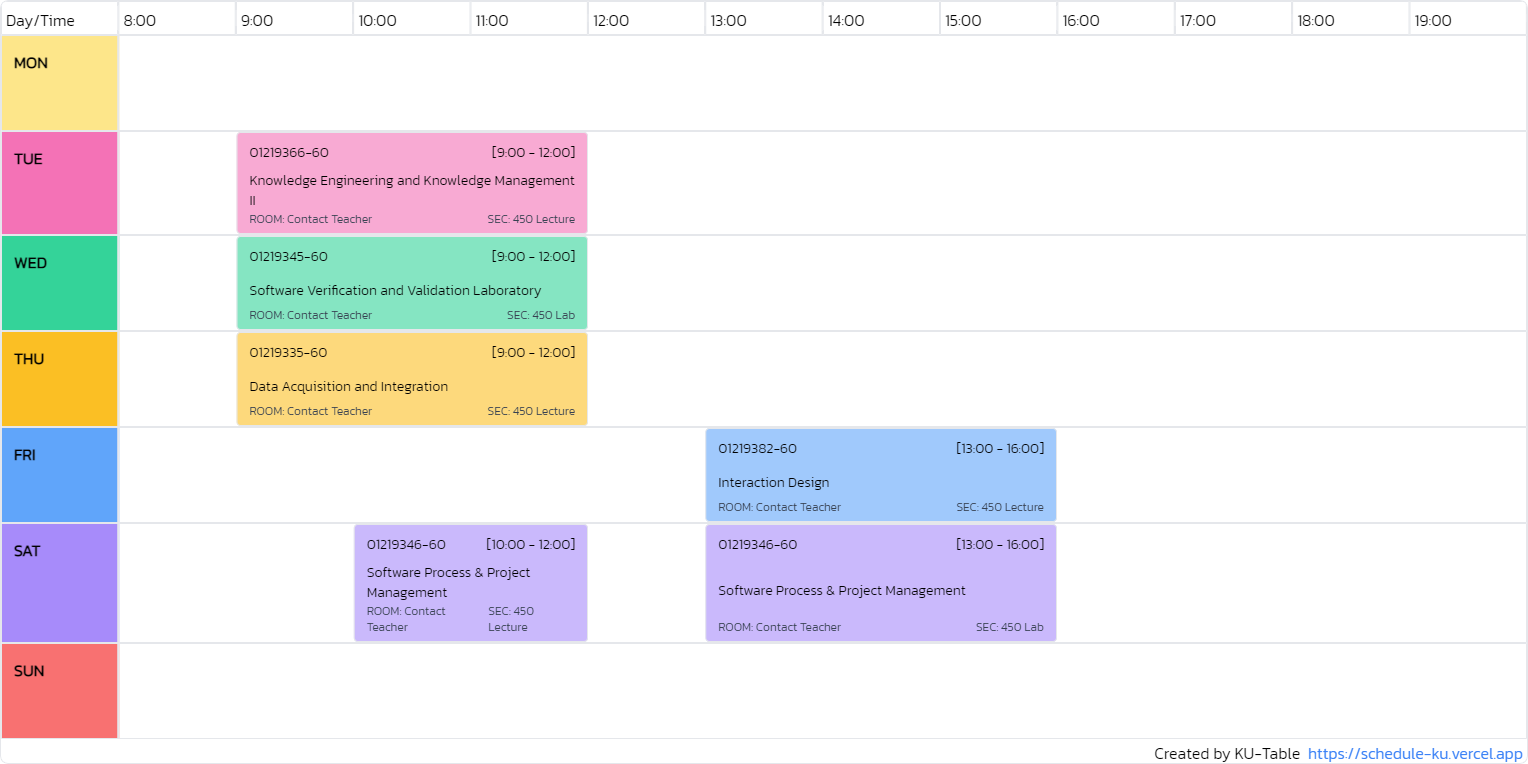 Day/Time 8:00 9:00 10:00 11:00 12:00 13:00 14:00 15:00 16:00 17:00 18:00 19:00
MON
TUE
01219366-60 [9:00 - 12:00]
Knowledge Engineering and Knowledge Management
II
ROOM: Contact Teacher SEC: 450 Lecture
WED
01219345-60 [9:00 - 12:00]
Software Verification and Validation Laboratory
ROOM: Contact Teacher SEC: 450 Lab
THU
01219335-60 [9:00 - 12:00]
Data Acquisition and Integration
ROOM: Contact Teacher SEC: 450 Lecture
FRI
01219382-60 [13:00 - 16:00]
Interaction Design
ROOM: Contact Teacher SEC: 450 Lecture
SAT
01219346-60 [10:00 - 12:00]
Software Process & Project
Management
ROOM: Contact SEC: 450
Teacher Lecture
01219346-60 [13:00 - 16:00]
Software Process & Project Management
ROOM: Contact Teacher SEC: 450 Lab
SUN
Created by KU-Table https://schedule-ku.vercel.app